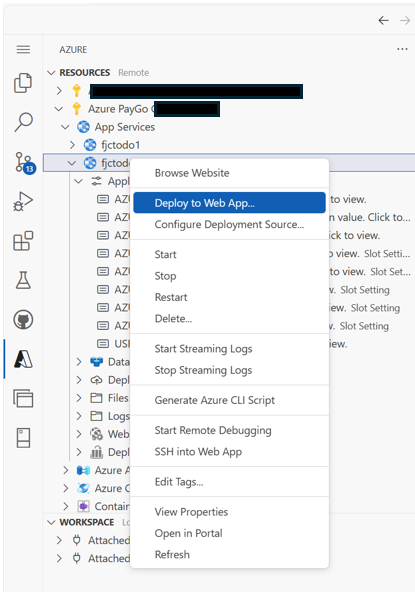 AZURE
RESOURCES Remote
Azure PayGo
App Services
fjctodo1
fjctodo
Browse Website
Appl
Deploy to Web App...
AZU to view.
Configure Deployment Source...
AZU n value. Click to...
AZU ick to view.
Start
AZU o view. Slot Setti...
Stop
AZU to view. Slot Setti...
Restart
AZU w. Slot Setting
Delete...
AZU w. Slot Setting
AZU w. Slot Setting
Start Streaming Logs
USE view.
Stop Streaming Logs
Data
Depl
Generate Azure CLI Script
Files
Logs
Start Remote Debugging
Web
SSH into Web App
Depl
Azure A
Edit Tags...
Azure C
Contain
View Properties
WORKSPACE Lo
Open in Portal
Attached
Refresh
Attached
13